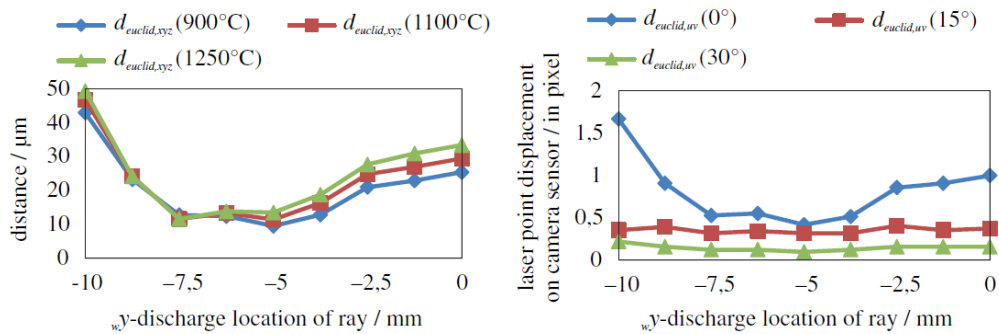 d_euclid,xyz(900°C) d_euclid,xyz(1100°C)
d_euclid,xyz(1250°C)
distance / µm
50
40
30
20
10
0
-10 –7,5 –5 –2,5 0
w y-discharge location of ray / mm
d_euclid,uv(0°) d_euclid,uv(15°)
d_euclid,uv(30°)
laser point displacement
on camera sensor / in pixel
2
1.5
1
0.5
0
–10 –7,5 –5 –2,5 0
w y-discharge location of ray / mm